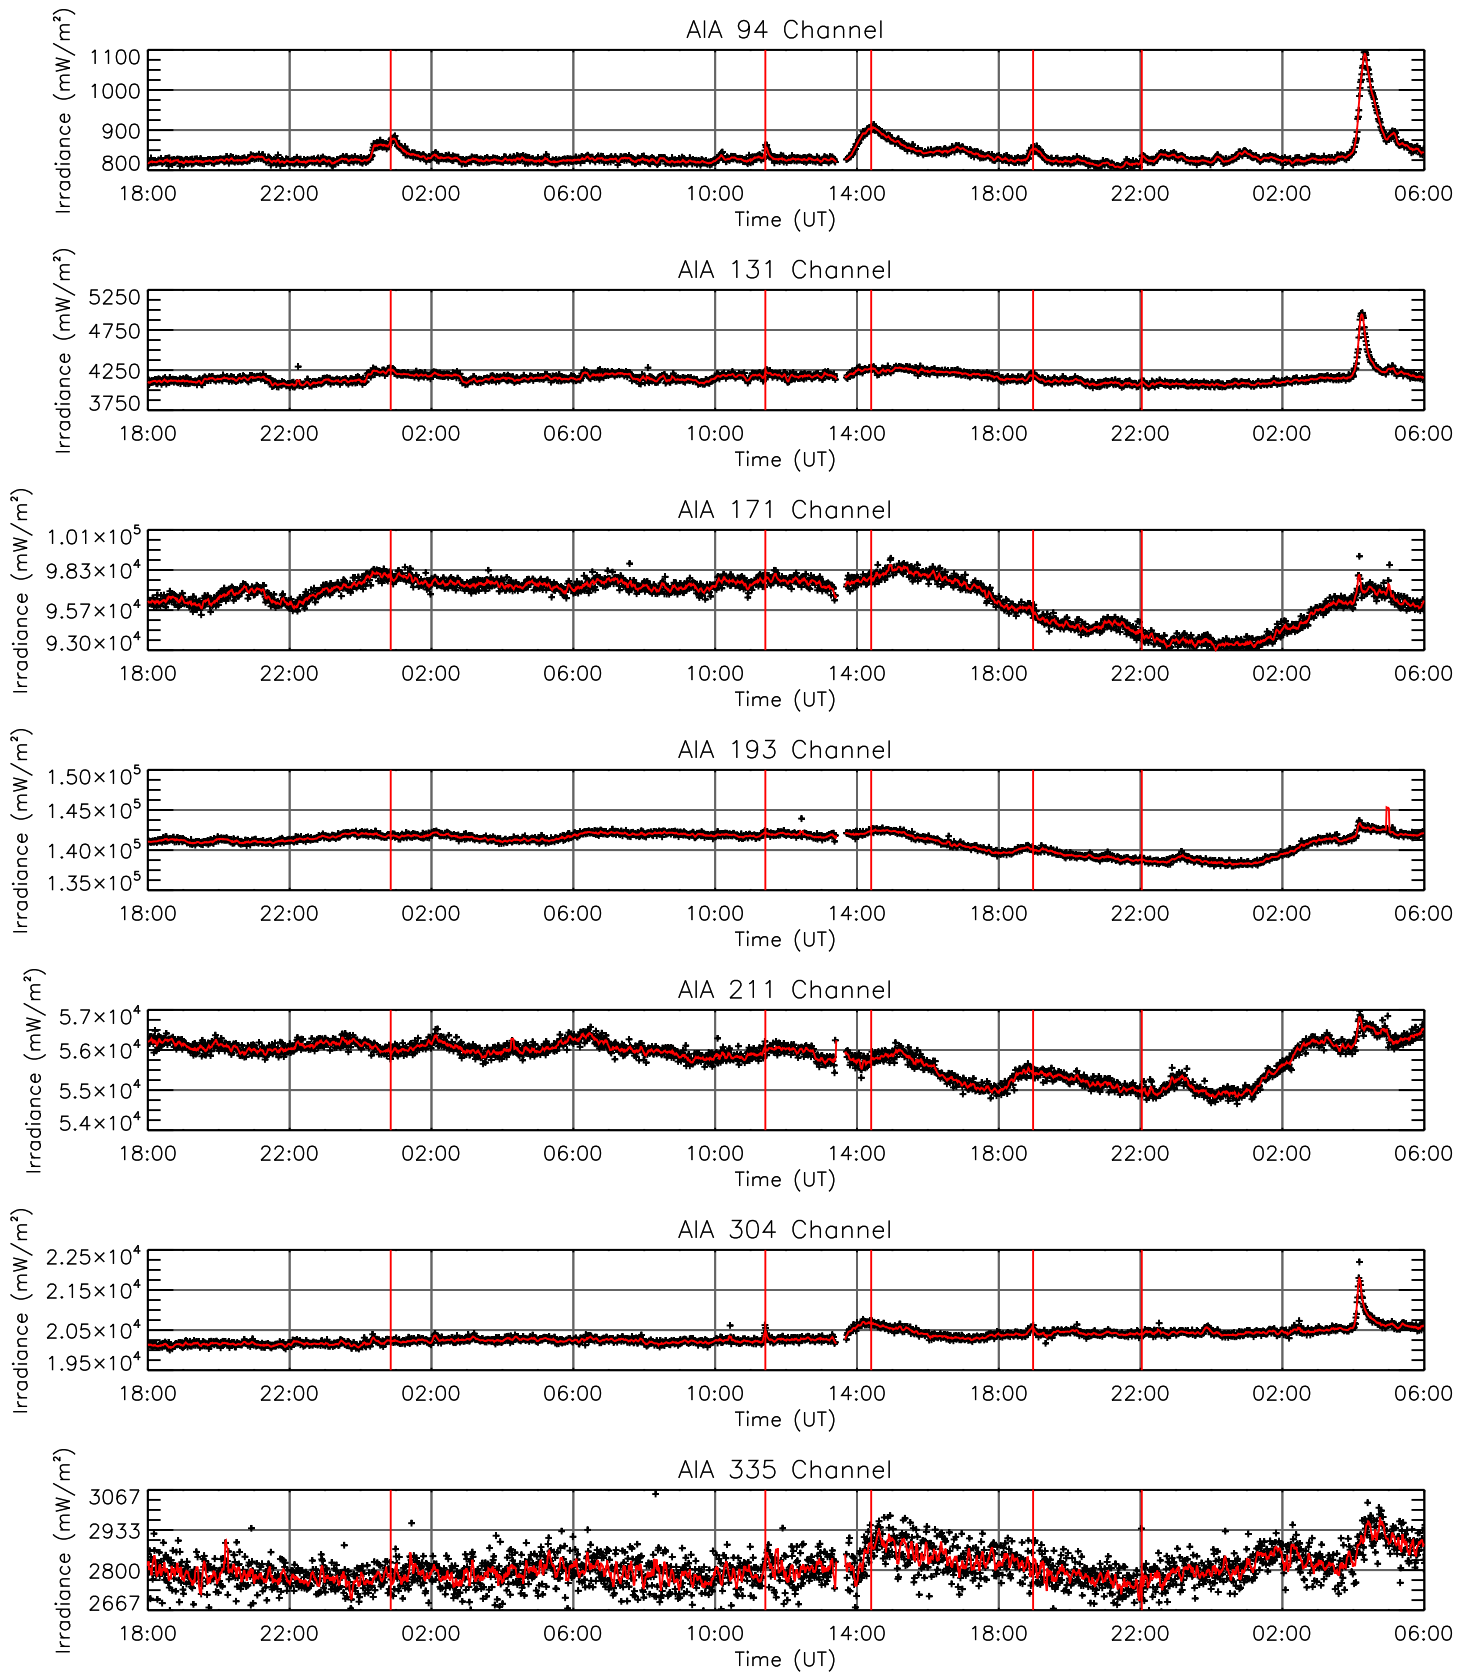 AIA 94 Channel
Irradiance (mW/m²)
1100
1000
900
800
18:00 22:00 02:00 06:00 10:00 14:00 18:00 22:00 02:00 06:00
Time (UT)
AIA 131 Channel
Irradiance (mW/m²)
5250
4750
4250
3750
18:00 22:00 02:00 06:00 10:00 14:00 18:00 22:00 02:00 06:00
Time (UT)
AIA 171 Channel
Irradiance (mW/m²)
1.01×10⁵
9.83×10⁴
9.57×10⁴
9.30×10⁴
18:00 22:00 02:00 06:00 10:00 14:00 18:00 22:00 02:00 06:00
Time (UT)
AIA 193 Channel
Irradiance (mW/m²)
1.50×10⁵
1.45×10⁵
1.40×10⁵
1.35×10⁵
18:00 22:00 02:00 06:00 10:00 14:00 18:00 22:00 02:00 06:00
Time (UT)
AIA 211 Channel
Irradiance (mW/m²)
5.7×10⁴
5.6×10⁴
5.5×10⁴
5.4×10⁴
18:00 22:00 02:00 06:00 10:00 14:00 18:00 22:00 02:00 06:00
Time (UT)
AIA 304 Channel
Irradiance (mW/m²)
2.25×10⁴
2.15×10⁴
2.05×10⁴
1.95×10⁴
18:00 22:00 02:00 06:00 10:00 14:00 18:00 22:00 02:00 06:00
Time (UT)
AIA 335 Channel
Irradiance (mW/m²)
3067
2933
2800
2667
18:00 22:00 02:00 06:00 10:00 14:00 18:00 22:00 02:00 06:00
Time (UT)